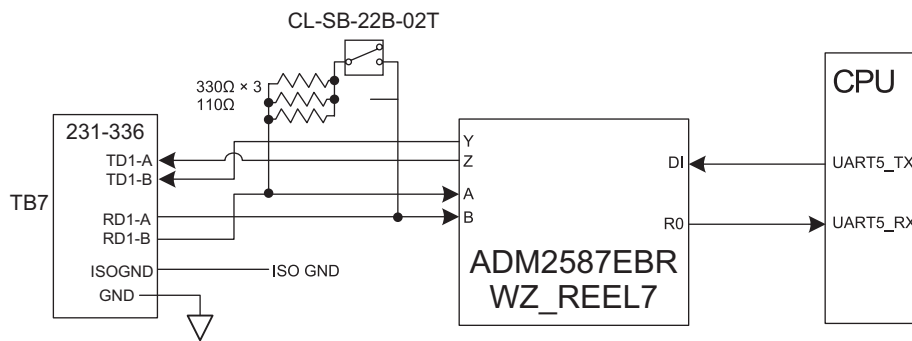 CL-SB-22B-02T
330Ω × 3
110Ω
231-336
TD1-A
TD1-B
TB7
RD1-A
RD1-B
ISOGND
GND
ISO GND
Y
Z
A
B
DI
R0
ADM2587EBR
WZ_REEL7
CPU
UART5_TX
UART5_RX